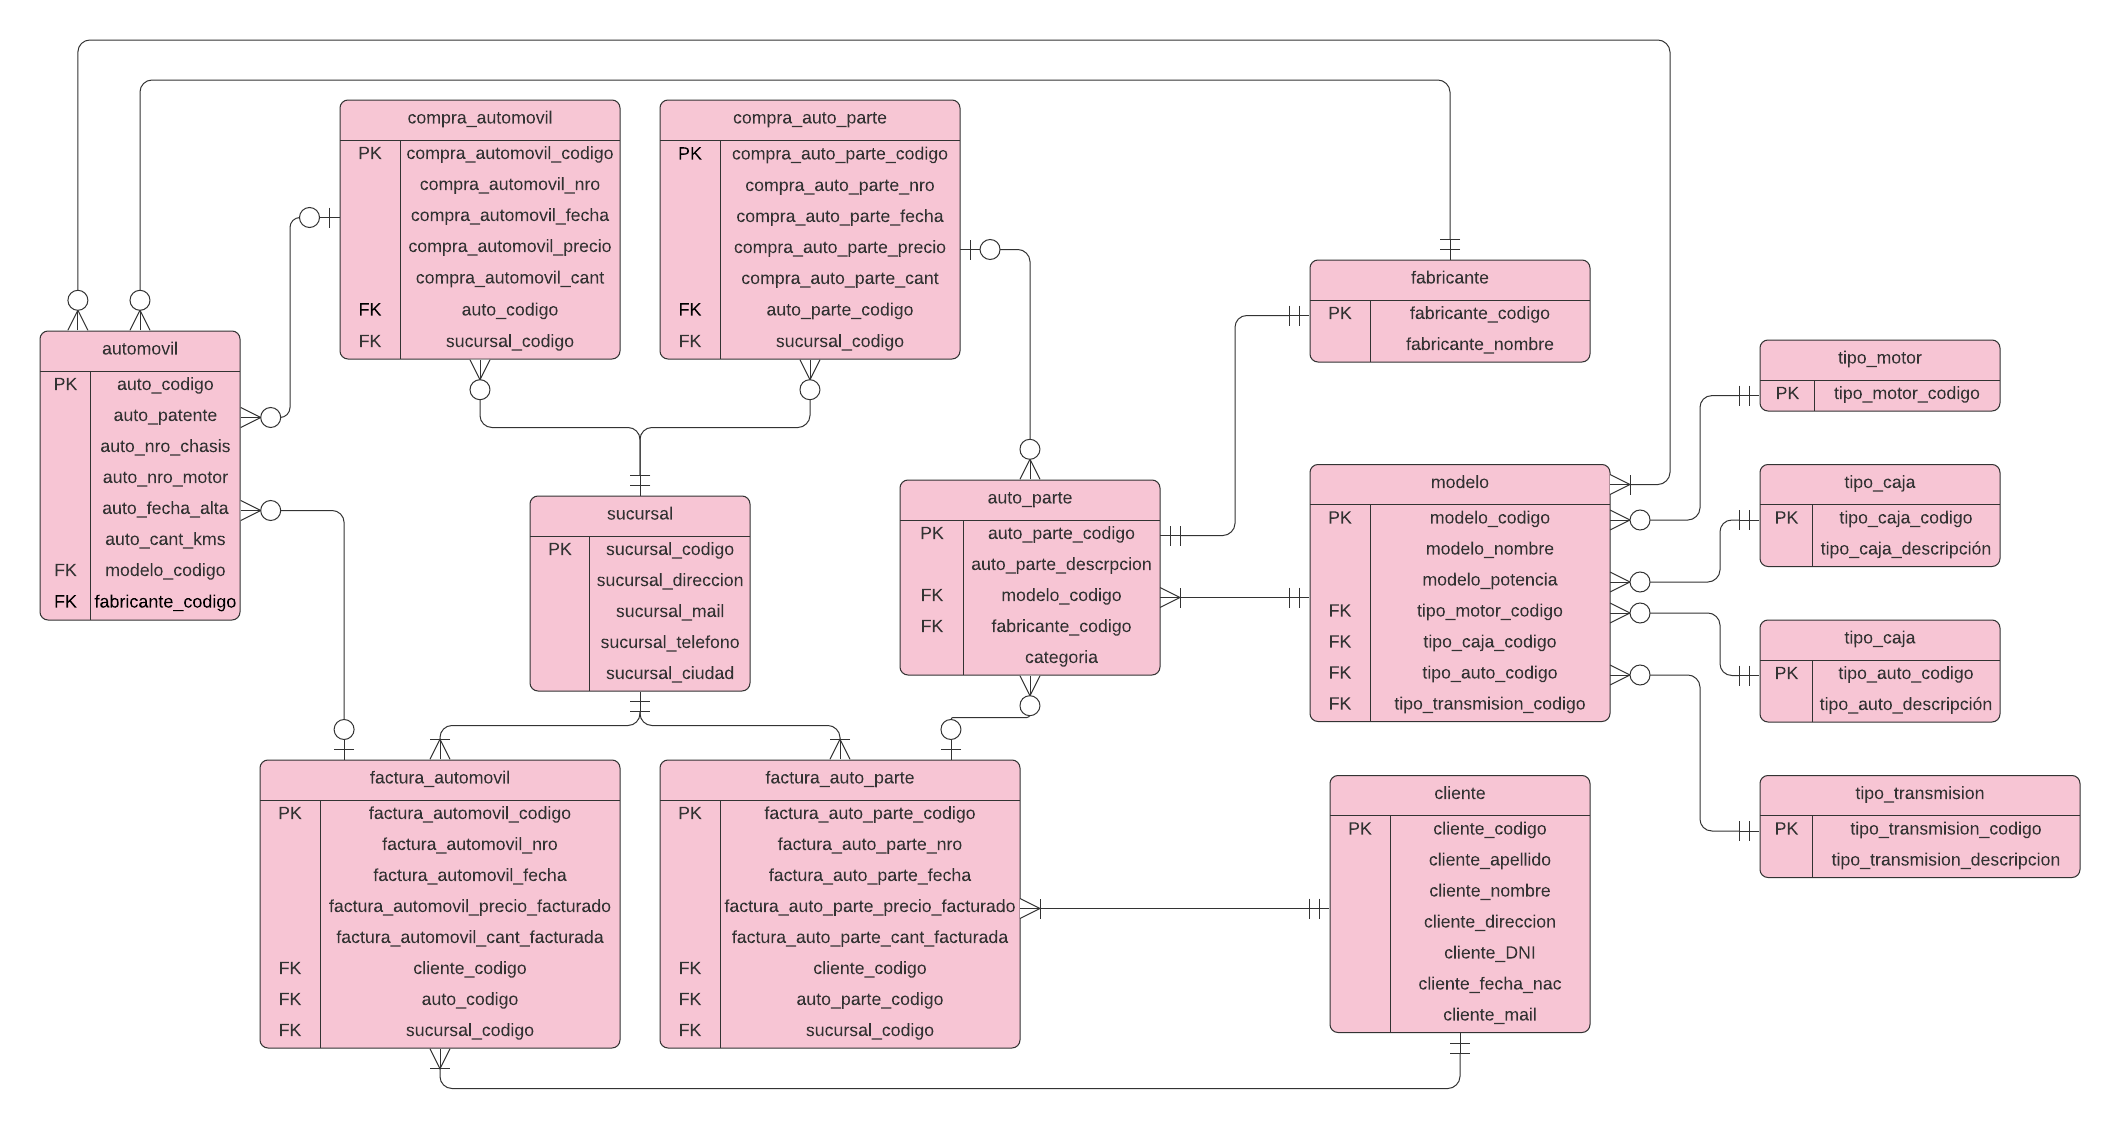 compra_automovil
PK compra_automovil_codigo
compra_automovil_nro
compra_automovil_fecha
compra_automovil_precio
compra_automovil_cant
FK auto_codigo
FK sucursal_codigo
compra_auto_parte
PK compra_auto_parte_codigo
compra_auto_parte_nro
compra_auto_parte_fecha
compra_auto_parte_precio
compra_auto_parte_cant
FK auto_parte_codigo
FK sucursal_codigo
fabricante
PK fabricante_codigo
fabricante_nombre
automovil
PK auto_codigo
auto_patente
auto_nro_chasis
auto_nro_motor
auto_fecha_alta
auto_cant_kms
FK modelo_codigo
FK fabricante_codigo
tipo_motor
PK tipo_motor_codigo
sucursal
PK sucursal_codigo
sucursal_direccion
sucursal_mail
sucursal_telefono
sucursal_ciudad
auto_parte
PK auto_parte_codigo
auto_parte_descrpcion
FK modelo_codigo
FK fabricante_codigo
categoria
modelo
PK modelo_codigo
modelo_nombre
modelo_potencia
FK tipo_motor_codigo
FK tipo_caja_codigo
FK tipo_auto_codigo
FK tipo_transmision_codigo
tipo_caja
PK tipo_caja_codigo
tipo_caja_descripción
tipo_caja
PK tipo_auto_codigo
tipo_auto_descripción
factura_automovil
PK factura_automovil_codigo
factura_automovil_nro
factura_automovil_fecha
factura_automovil_precio_facturado
factura_automovil_cant_facturada
FK cliente_codigo
FK auto_codigo
FK sucursal_codigo
factura_auto_parte
PK factura_auto_parte_codigo
factura_auto_parte_nro
factura_auto_parte_fecha
factura_auto_parte_precio_facturado
factura_auto_parte_cant_facturada
FK cliente_codigo
FK auto_parte_codigo
FK sucursal_codigo
cliente
PK cliente_codigo
cliente_apellido
cliente_nombre
cliente_direccion
cliente_DNI
cliente_fecha_nac
cliente_mail
tipo_transmision
PK tipo_transmision_codigo
tipo_transmision_descripcion